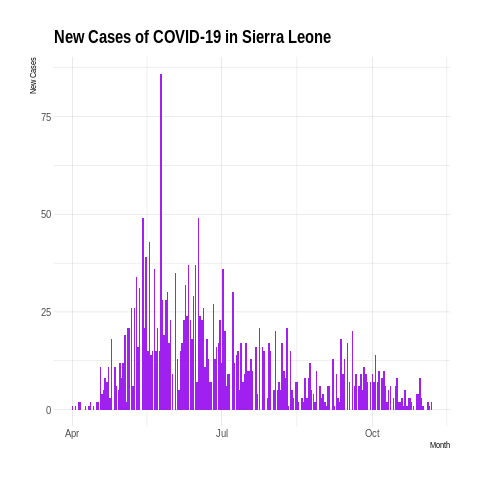 New Cases of COVID-19 in Sierra Leone
New Cases
75
50
25
0
Apr Jul Oct
Month